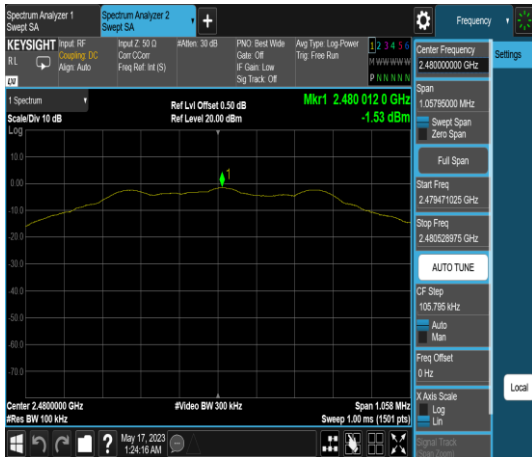 Spectrum Analyzer 1
Swept SA
Spectrum Analyzer 2
Swept SA
+
Frequency
KEYSIGHT
RL
LXI
Input: RF
Coupling: DC
Align: Auto
Input Z: 50 Ω
Corr CCorr
Freq Ref: Int (S)
#Atten: 30 dB
PNO: Best Wide
Gate: Off
IF Gain: Low
Sig Track: Off
Avg Type: Log-Power
Trig: Free Run
1 2 3 4 5 6
M W W W W W
P N N N N N
Center Frequency
2.480000000 GHz
Settings
Span
1.05795000 MHz
Swept Span
Zero Span
Full Span
Start Freq
2.479471025 GHz
Stop Freq
2.480528975 GHz
AUTO TUNE
CF Step
105.795 kHz
Auto
Man
Freq Offset
0 Hz
X Axis Scale
Log
Lin
Signal Track
(Span Zoom)
Local
1 Spectrum
Scale/Div 10 dB
Log
Ref Lvl Offset 0.50 dB
Ref Level 20.00 dBm
Mkr1 2.480 012 0 GHz
-1.53 dBm
1
10.0
0.00
-10.0
-20.0
-30.0
-40.0
-50.0
-60.0
-70.0
Center 2.4800000 GHz
#Res BW 100 kHz
#Video BW 300 kHz
Span 1.058 MHz
Sweep 1.00 ms (1501 pts)
?
May 17, 2023
1:24:16 AM